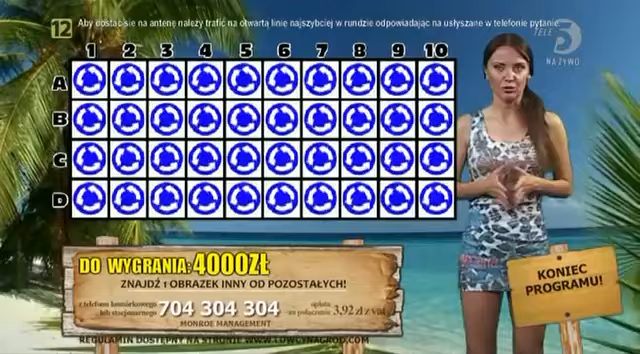 12 Aby dostać się na antenę należy trafić na otwartą linię najszybciej w rundzie odpowiadając na usłyszane w telefonie pytanie.
TELE 5
NA ŻYWO
1 2 3 4 5 6 7 8 9 10
A
B
C
D
DO WYGRANIA: 4000ZŁ
ZNAJDŹ 1 OBRAZEK INNY OD POZOSTAŁYCH!
z telefonu komórkowego
lub stacjonarnego 704 304 304 opłata
za połączenie 3,92 zł z vat
MONROE MANAGEMENT
REGULAMIN DOSTĘPNY NA STRONIE WWW.LOWCYNAGROD.COM
KONIEC
PROGRAMU!